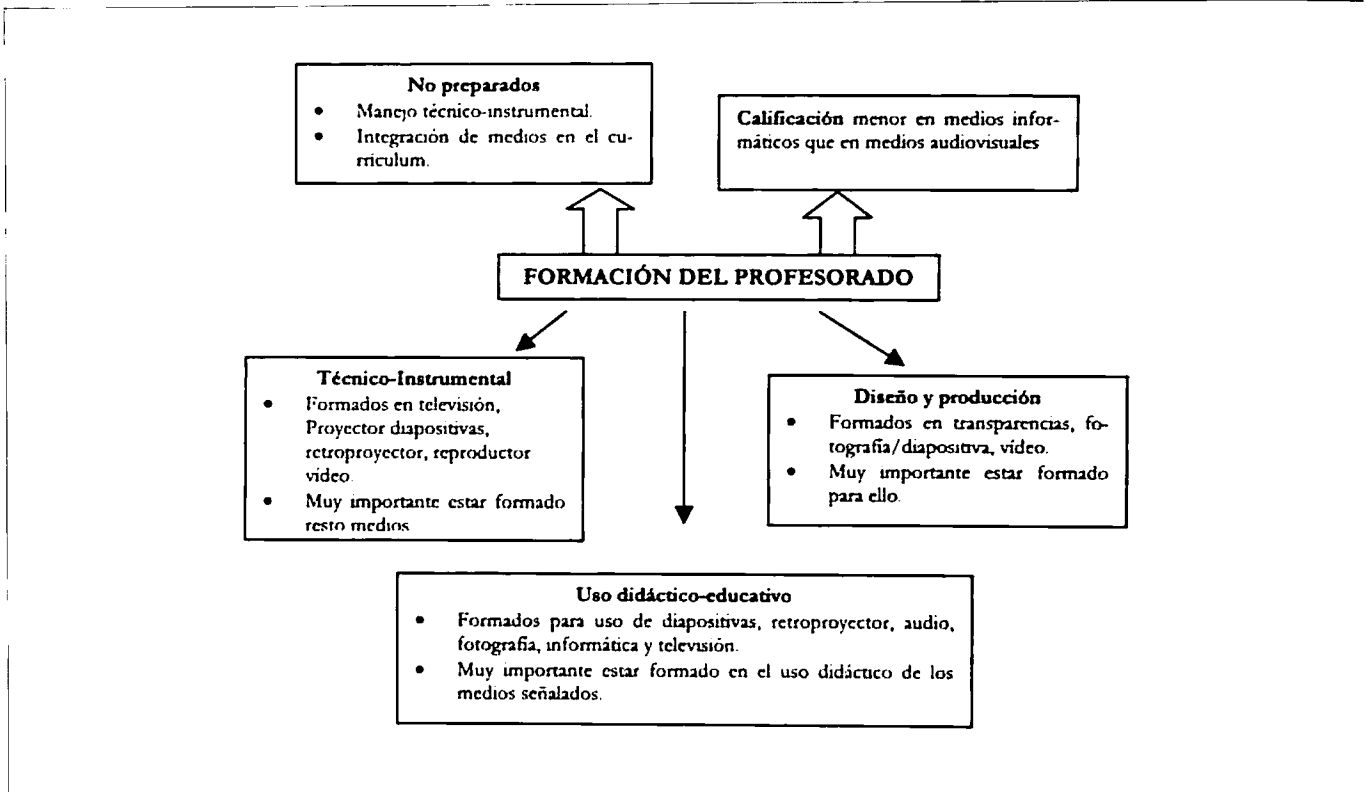 No preparados
• Manejo técnico-instrumental.
• Integración de medios en el cu-
rriculum.
Calificación menor en medios infor-
máticos que en medios audiovisuales
FORMACIÓN DEL PROFESORADO
Técnico-Instrumental
• Formados en televisión,
Proyector diapositivas,
retroproyector, reproductor
vídeo.
• Muy importante estar formado
resto medios
Diseño y producción
• Formados en transparencias, fo-
tografía/diapositiva, vídeo.
• Muy importante estar formado
para ello.
Uso didáctico-educativo
• Formados para uso de diapositivas, retroproyector, audio,
fotografía, informática y televisión.
• Muy importante estar formado en el uso didáctico de los
medios señalados.